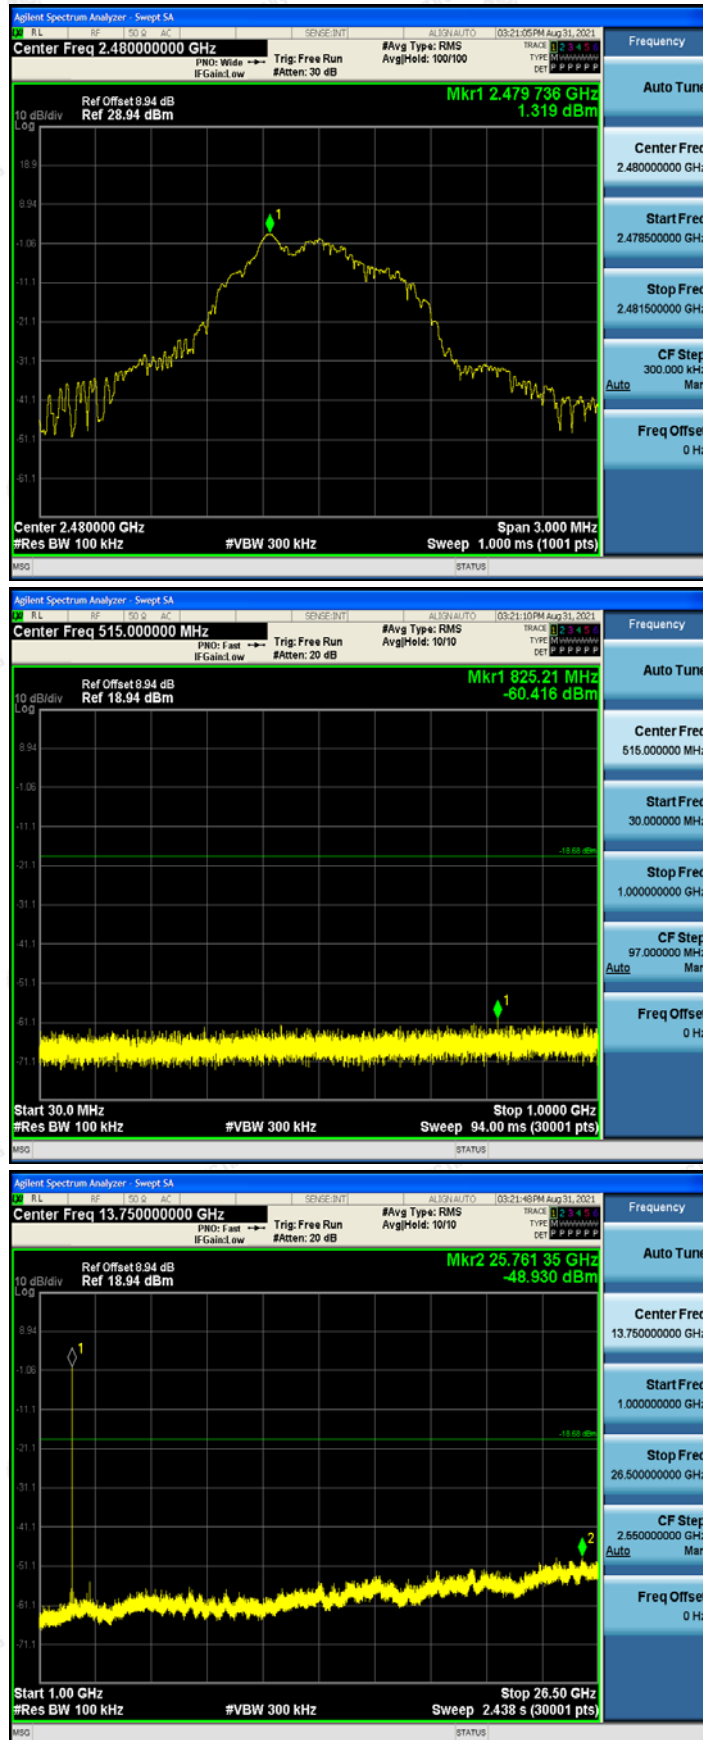 Agilent Spectrum Analyzer - Swept SA
RL RF 50 Ω AC SENSE:INT ALIGNAUTO 03:21:05PM Aug 31, 2021
Center Freq 2.480000000 GHz #Avg Type: RMS TRACE 1 2 3 4 5 6
PNO: Wide Trig: Free Run Avg|Hold: 100/100 TYPE M
IFGain:Low #Atten: 30 dB DET P P P P P P
Mkr1 2.479 736 GHz
1.319 dBm
Ref Offset 8.94 dB
10 dB/div Ref 28.94 dBm
Log
18.9
8.94
-1.06
-11.1
-21.1
-31.1
-41.1
-51.1
-61.1
1
Center 2.480000 GHz Span 3.000 MHz
#Res BW 100 kHz #VBW 300 kHz Sweep 1.000 ms (1001 pts)
MSG STATUS
Frequency
Auto Tune
Center Freq
2.480000000 GHz
Start Freq
2.478500000 GHz
Stop Freq
2.481500000 GHz
CF Step
300.000 kHz
Auto Man
Freq Offset
0 Hz
Agilent Spectrum Analyzer - Swept SA
RL RF 50 Ω AC SENSE:INT ALIGNAUTO 03:21:10PM Aug 31, 2021
Center Freq 515.000000 MHz #Avg Type: RMS TRACE 1 2 3 4 5 6
PNO: Fast Trig: Free Run Avg|Hold: 10/10 TYPE M
IFGain:Low #Atten: 20 dB DET P P P P P P
Mkr1 825.21 MHz
-60.416 dBm
Ref Offset 8.94 dB
10 dB/div Ref 18.94 dBm
Log
8.94
-1.06
-11.1
-21.1
-31.1
-41.1
-51.1
-61.1
-71.1
-18.68 dBm
1
Start 30.0 MHz Stop 1.0000 GHz
#Res BW 100 kHz #VBW 300 kHz Sweep 94.00 ms (30001 pts)
MSG STATUS
Frequency
Auto Tune
Center Freq
515.000000 MHz
Start Freq
30.000000 MHz
Stop Freq
1.000000000 GHz
CF Step
97.000000 MHz
Auto Man
Freq Offset
0 Hz
Agilent Spectrum Analyzer - Swept SA
RL RF 50 Ω AC SENSE:INT ALIGNAUTO 03:21:48PM Aug 31, 2021
Center Freq 13.750000000 GHz #Avg Type: RMS TRACE 1 2 3 4 5 6
PNO: Fast Trig: Free Run Avg|Hold: 10/10 TYPE M
IFGain:Low #Atten: 20 dB DET P P P P P P
Mkr2 25.761 35 GHz
-48.930 dBm
Ref Offset 8.94 dB
10 dB/div Ref 18.94 dBm
Log
8.94
-1.06
-11.1
-21.1
-31.1
-41.1
-51.1
-61.1
-71.1
1
-18.68 dBm
2
Start 1.00 GHz Stop 26.50 GHz
#Res BW 100 kHz #VBW 300 kHz Sweep 2.438 s (30001 pts)
MSG STATUS
Frequency
Auto Tune
Center Freq
13.750000000 GHz
Start Freq
1.000000000 GHz
Stop Freq
26.500000000 GHz
CF Step
2.550000000 GHz
Auto Man
Freq Offset
0 Hz